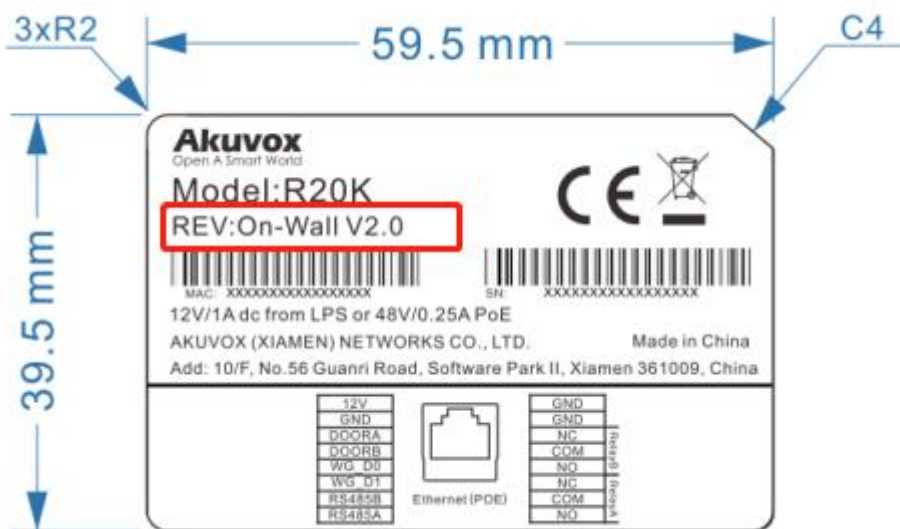 3xR2
59.5 mm
C4
39.5 mm
Akuvox
Open A Smart World
Model:R20K
REV:On-Wall V2.0
MAC: XXXXXXXXXXXXXXXXX
SN: XXXXXXXXXXXXXXXXX
12V/1A dc from LPS or 48V/0.25A PoE
AKUVOX (XIAMEN) NETWORKS CO., LTD. Made in China
Add: 10/F, No.56 Guanri Road, Software Park II, Xiamen 361009, China
12V
GND
DOORA
DOORB
WG_D0
WG_D1
RS485B
RS485A
Ethernet(POE)
GND
GND
NC
COM
NO
NC
COM
NO
RelayB
RelayA